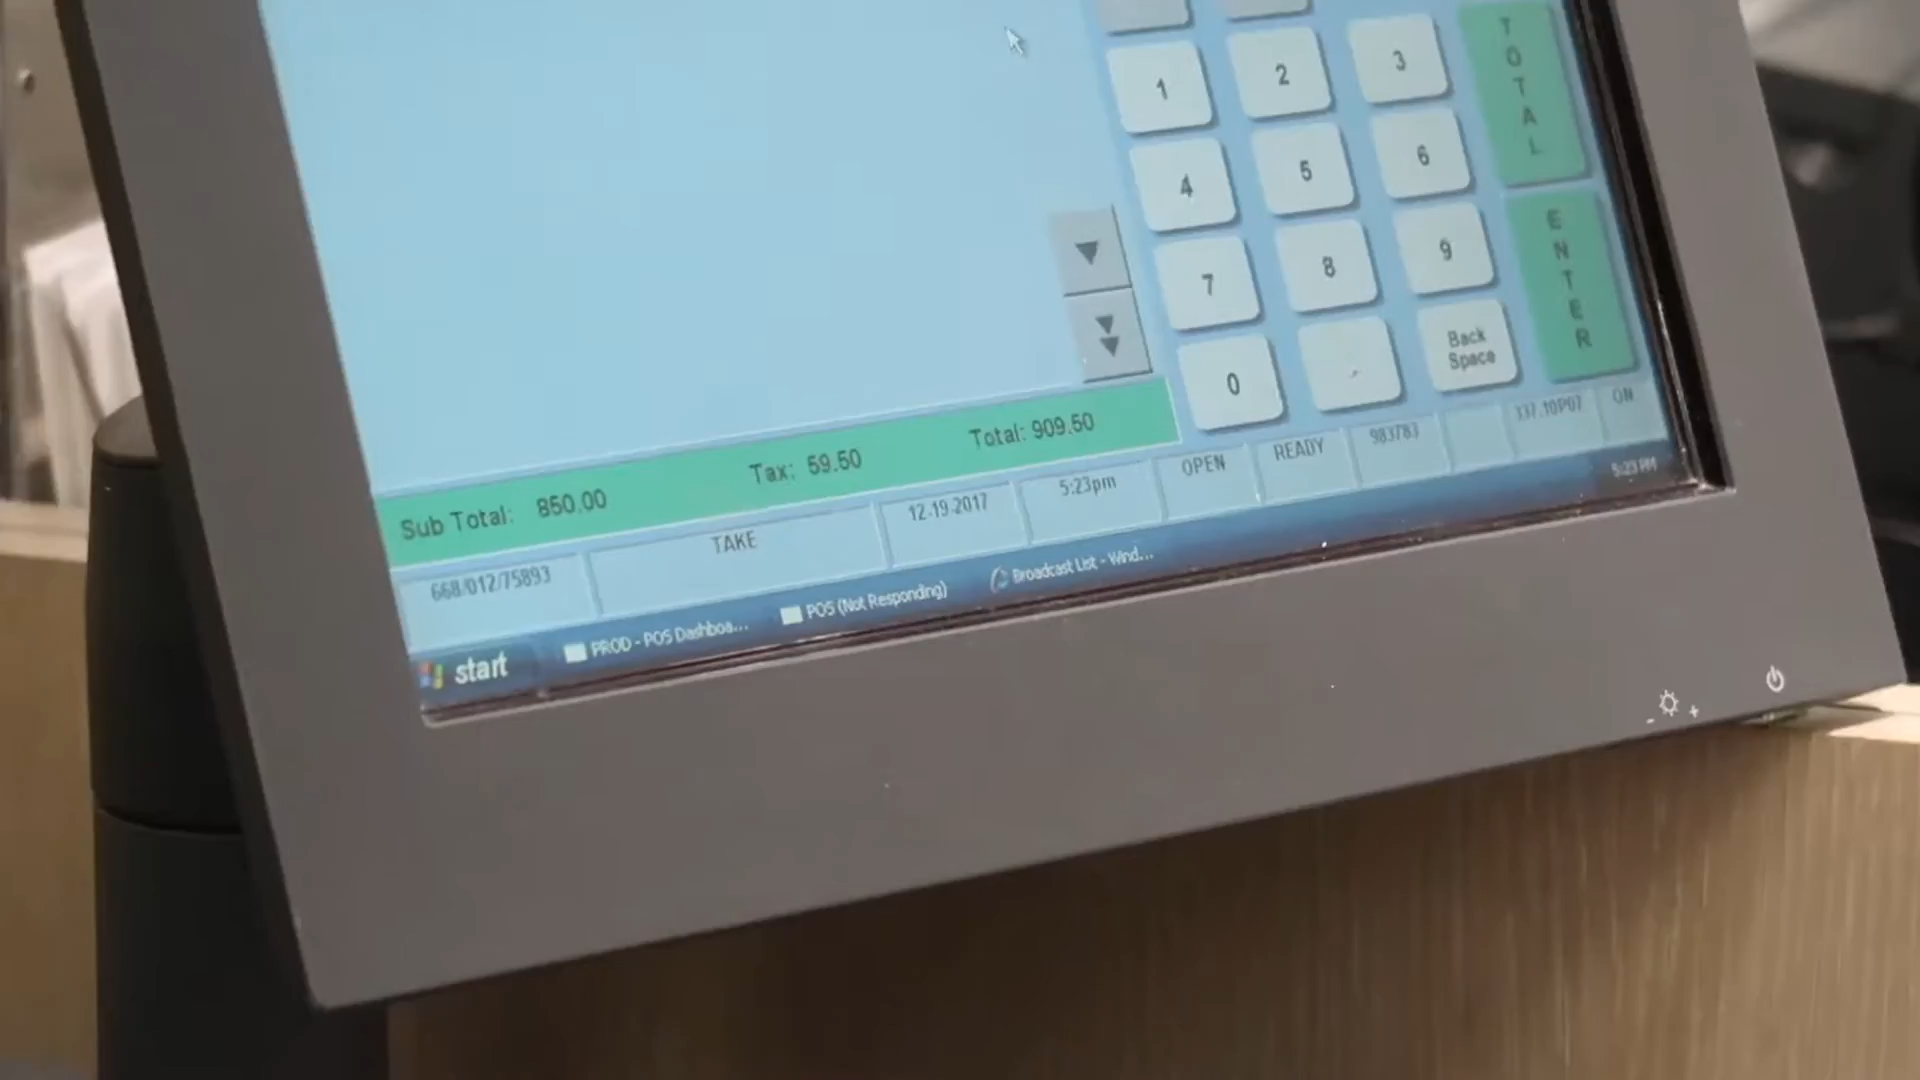 1 2 3
TOTAL
4 5 6
7 8 9
ENTER
0 . Back Space
Sub Total: 850.00 Tax: 59.50 Total: 909.50
668/012/75893 TAKE 12-19-2017 5:23pm OPEN READY 983783 337.10P07 ON
start PROD - POS Dashboa... POS (Not Responding) Broadcast List - Wind... 5:23 PM